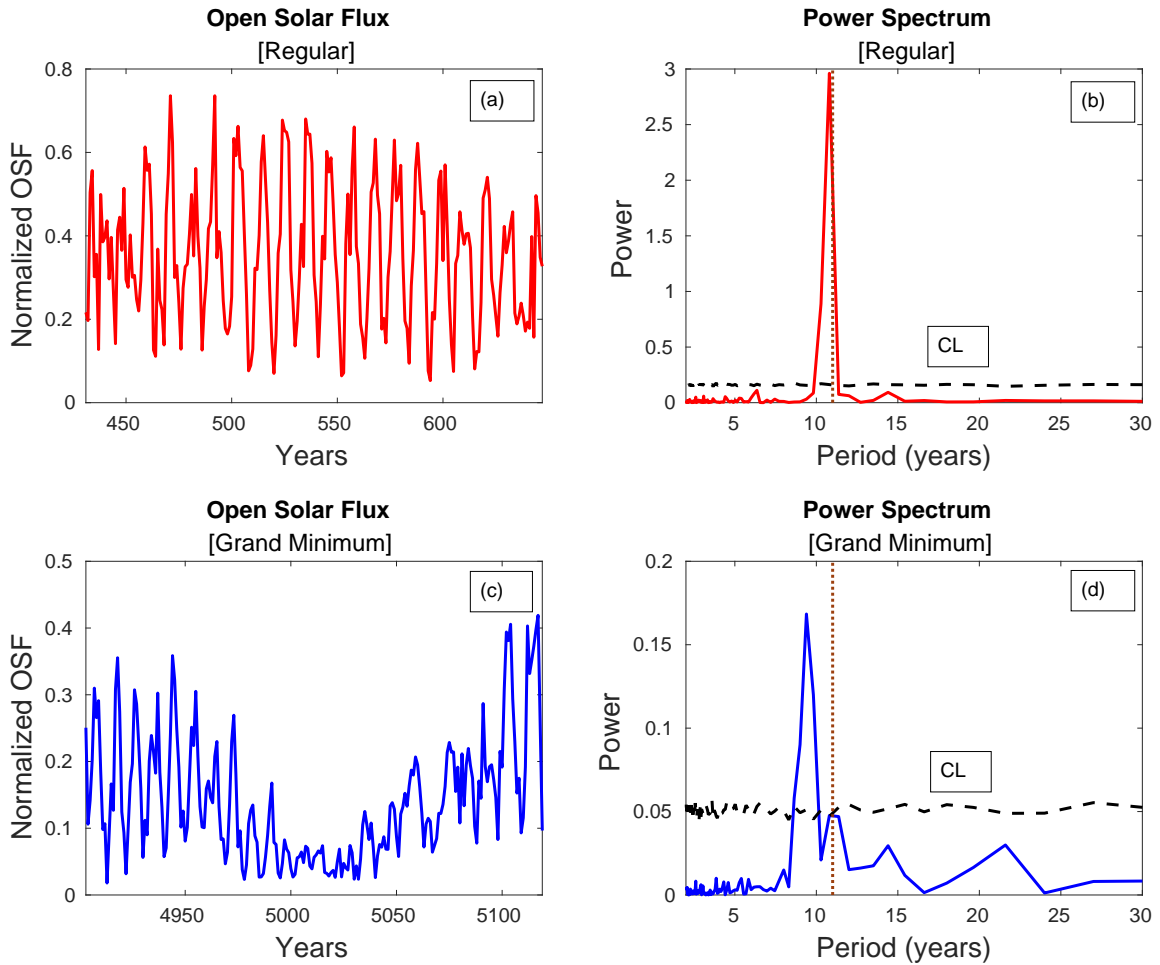 Open Solar Flux
[Regular]
(a)
Normalized OSF
0.8
0.6
0.4
0.2
0
450 500 550 600
Years
Power Spectrum
[Regular]
(b)
Power
3
2.5
2
1.5
1
0.5
0
CL
5 10 15 20 25 30
Period (years)
Open Solar Flux
[Grand Minimum]
(c)
Normalized OSF
0.5
0.4
0.3
0.2
0.1
0
4950 5000 5050 5100
Years
Power Spectrum
[Grand Minimum]
(d)
Power
0.2
0.15
0.1
0.05
0
CL
5 10 15 20 25 30
Period (years)